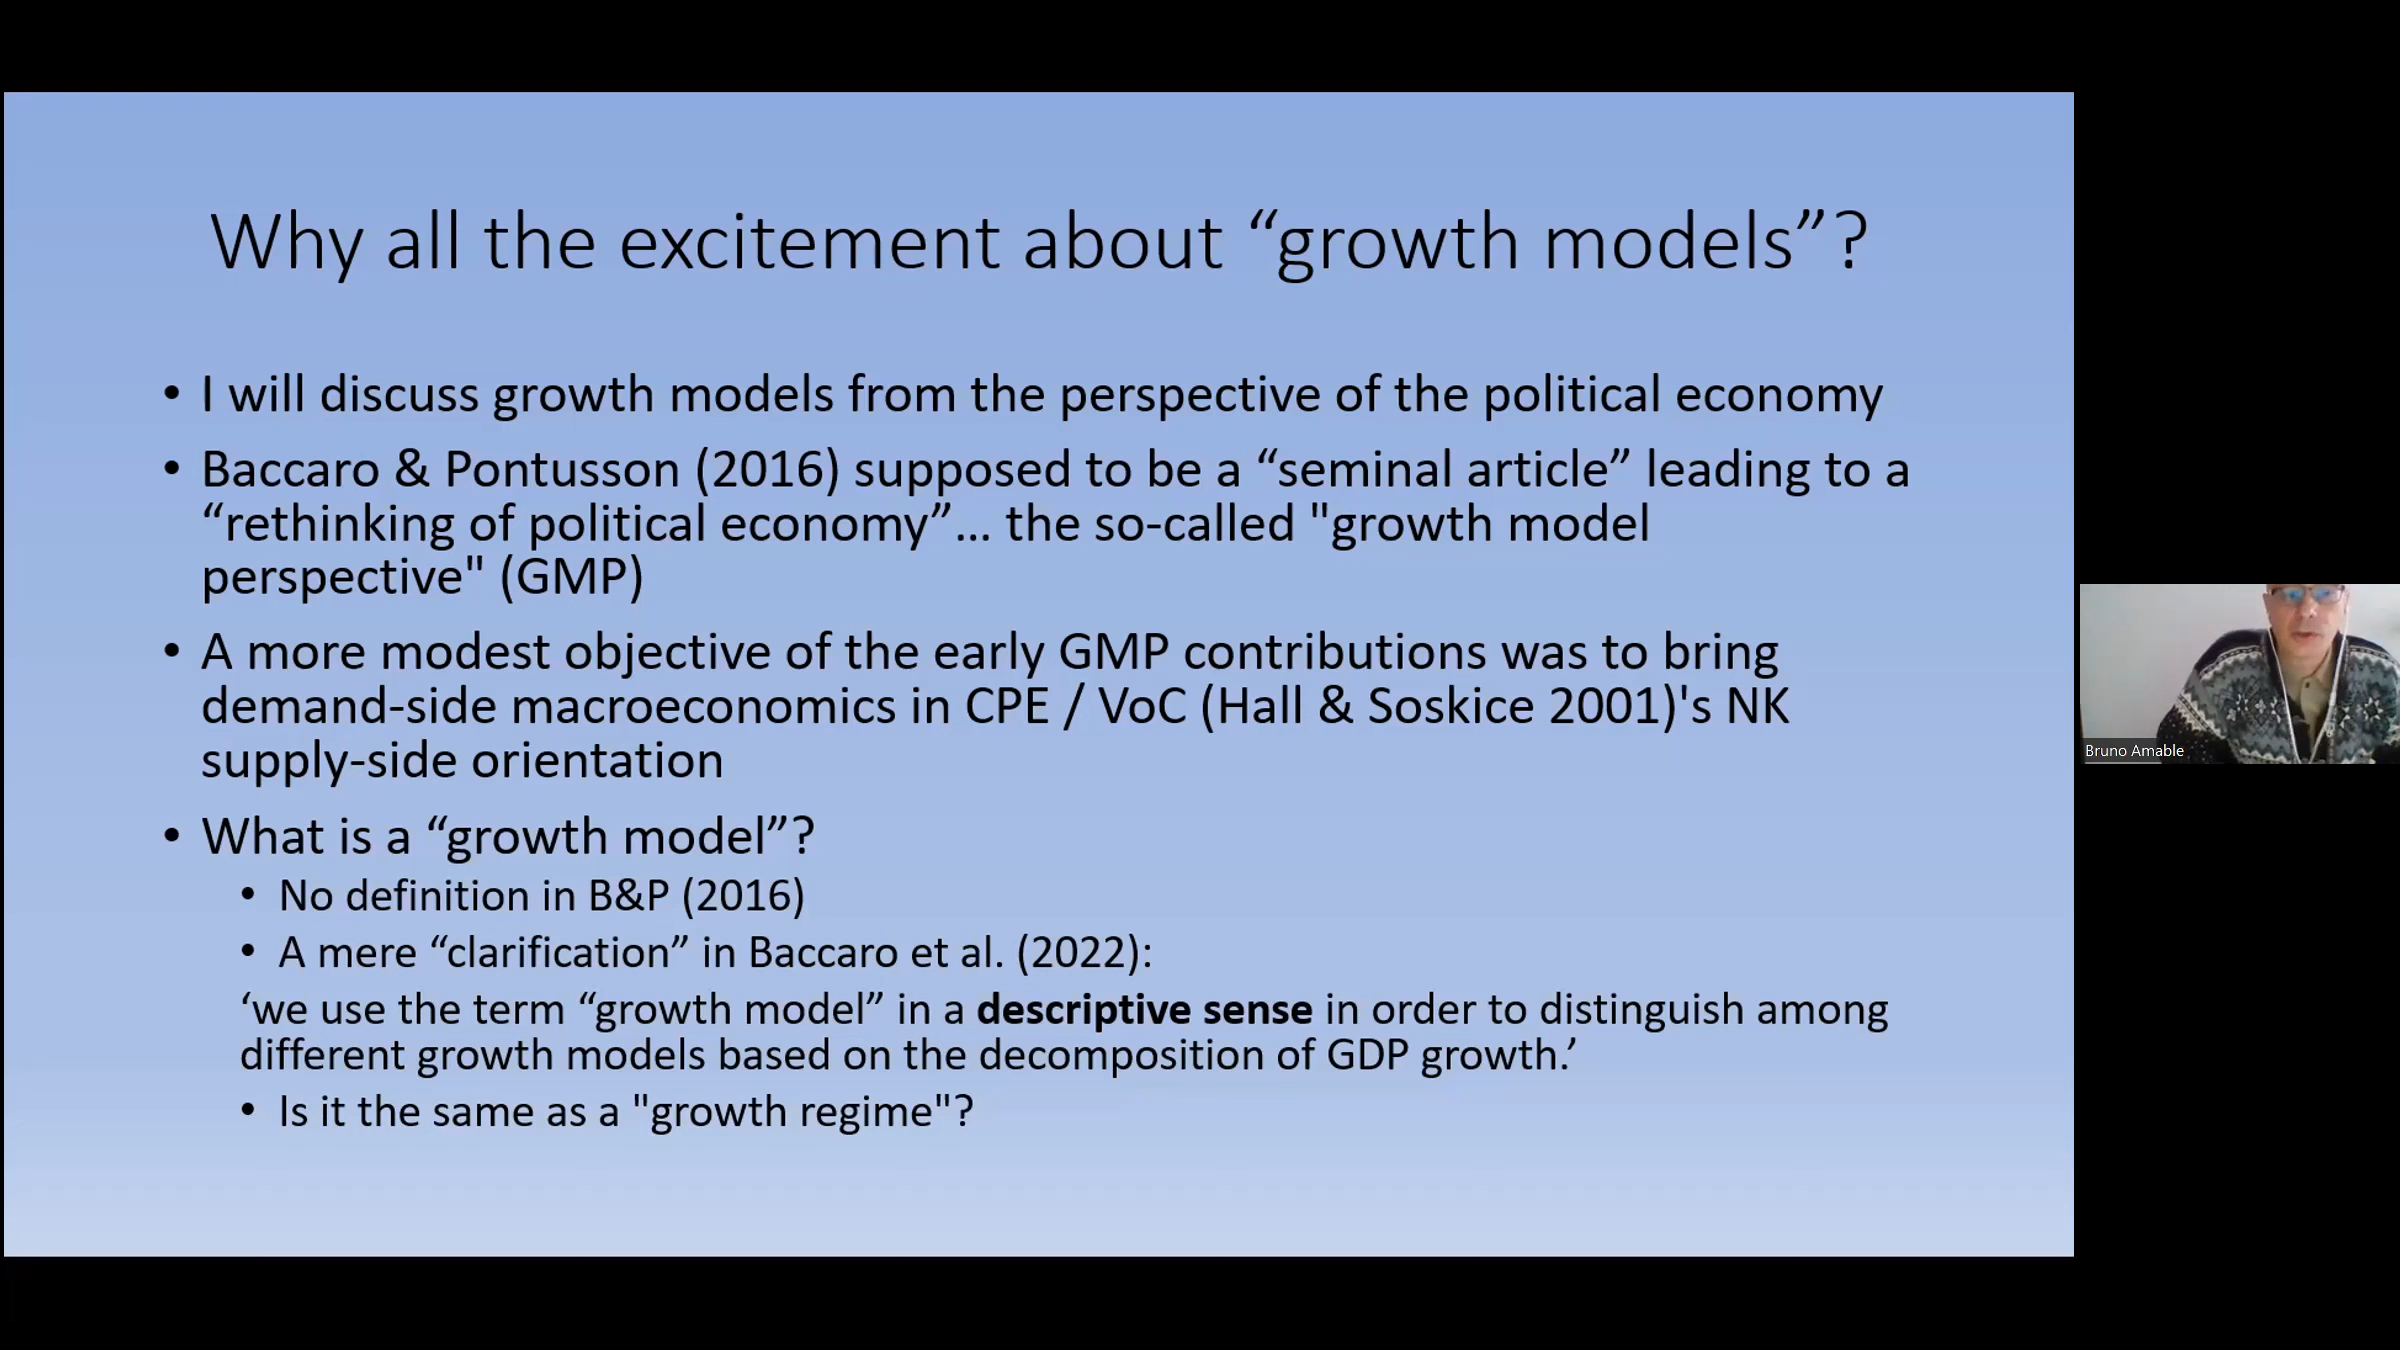 Why all the excitement about “growth models”?
• I will discuss growth models from the perspective of the political economy
• Baccaro & Pontusson (2016) supposed to be a “seminal article” leading to a
“rethinking of political economy”… the so-called "growth model
perspective" (GMP)
• A more modest objective of the early GMP contributions was to bring
demand-side macroeconomics in CPE / VoC (Hall & Soskice 2001)'s NK
supply-side orientation
• What is a “growth model”?
• No definition in B&P (2016)
• A mere “clarification” in Baccaro et al. (2022):
‘we use the term “growth model” in a descriptive sense in order to distinguish among
different growth models based on the decomposition of GDP growth.’
• Is it the same as a "growth regime"?
Bruno Amable